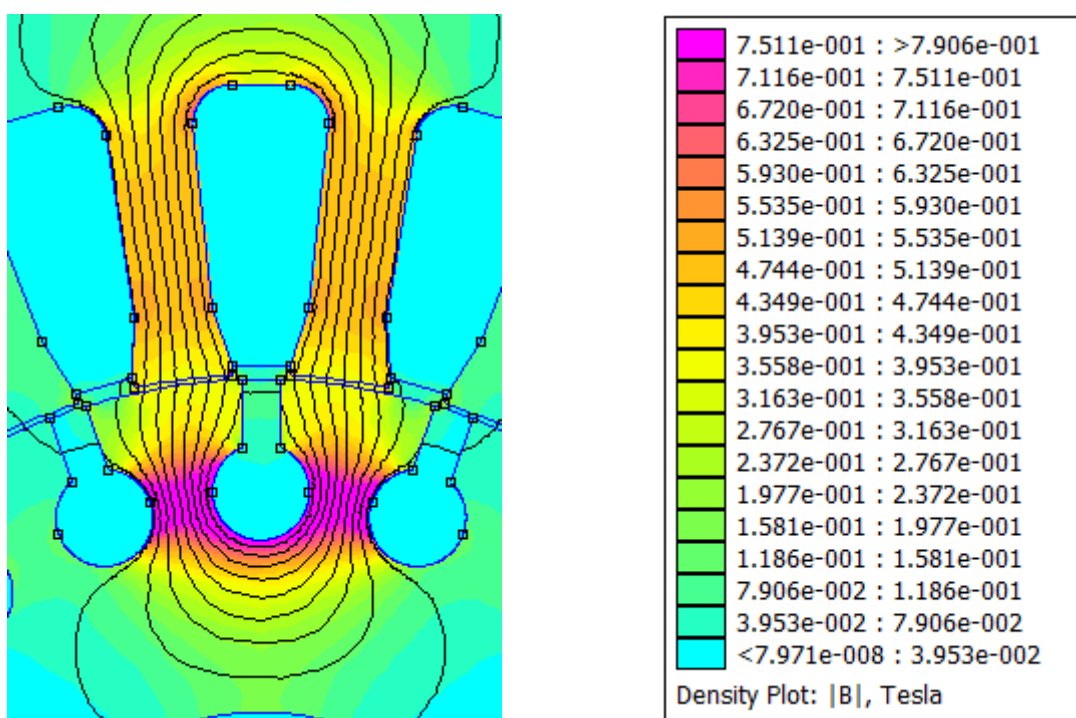 7.511e-001 : >7.906e-001
7.116e-001 : 7.511e-001
6.720e-001 : 7.116e-001
6.325e-001 : 6.720e-001
5.930e-001 : 6.325e-001
5.535e-001 : 5.930e-001
5.139e-001 : 5.535e-001
4.744e-001 : 5.139e-001
4.349e-001 : 4.744e-001
3.953e-001 : 4.349e-001
3.558e-001 : 3.953e-001
3.163e-001 : 3.558e-001
2.767e-001 : 3.163e-001
2.372e-001 : 2.767e-001
1.977e-001 : 2.372e-001
1.581e-001 : 1.977e-001
1.186e-001 : 1.581e-001
7.906e-002 : 1.186e-001
3.953e-002 : 7.906e-002
<7.971e-008 : 3.953e-002
Density Plot: |B|, Tesla